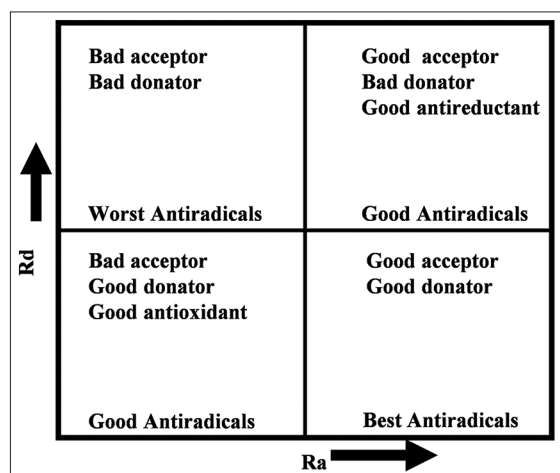 Bad acceptor
Bad donator
Worst Antiradicals
Good acceptor
Bad donator
Good antireductant
Good Antiradicals
Rd
Bad acceptor
Good donator
Good antioxidant
Good Antiradicals
Good acceptor
Good donator
Best Antiradicals
Ra